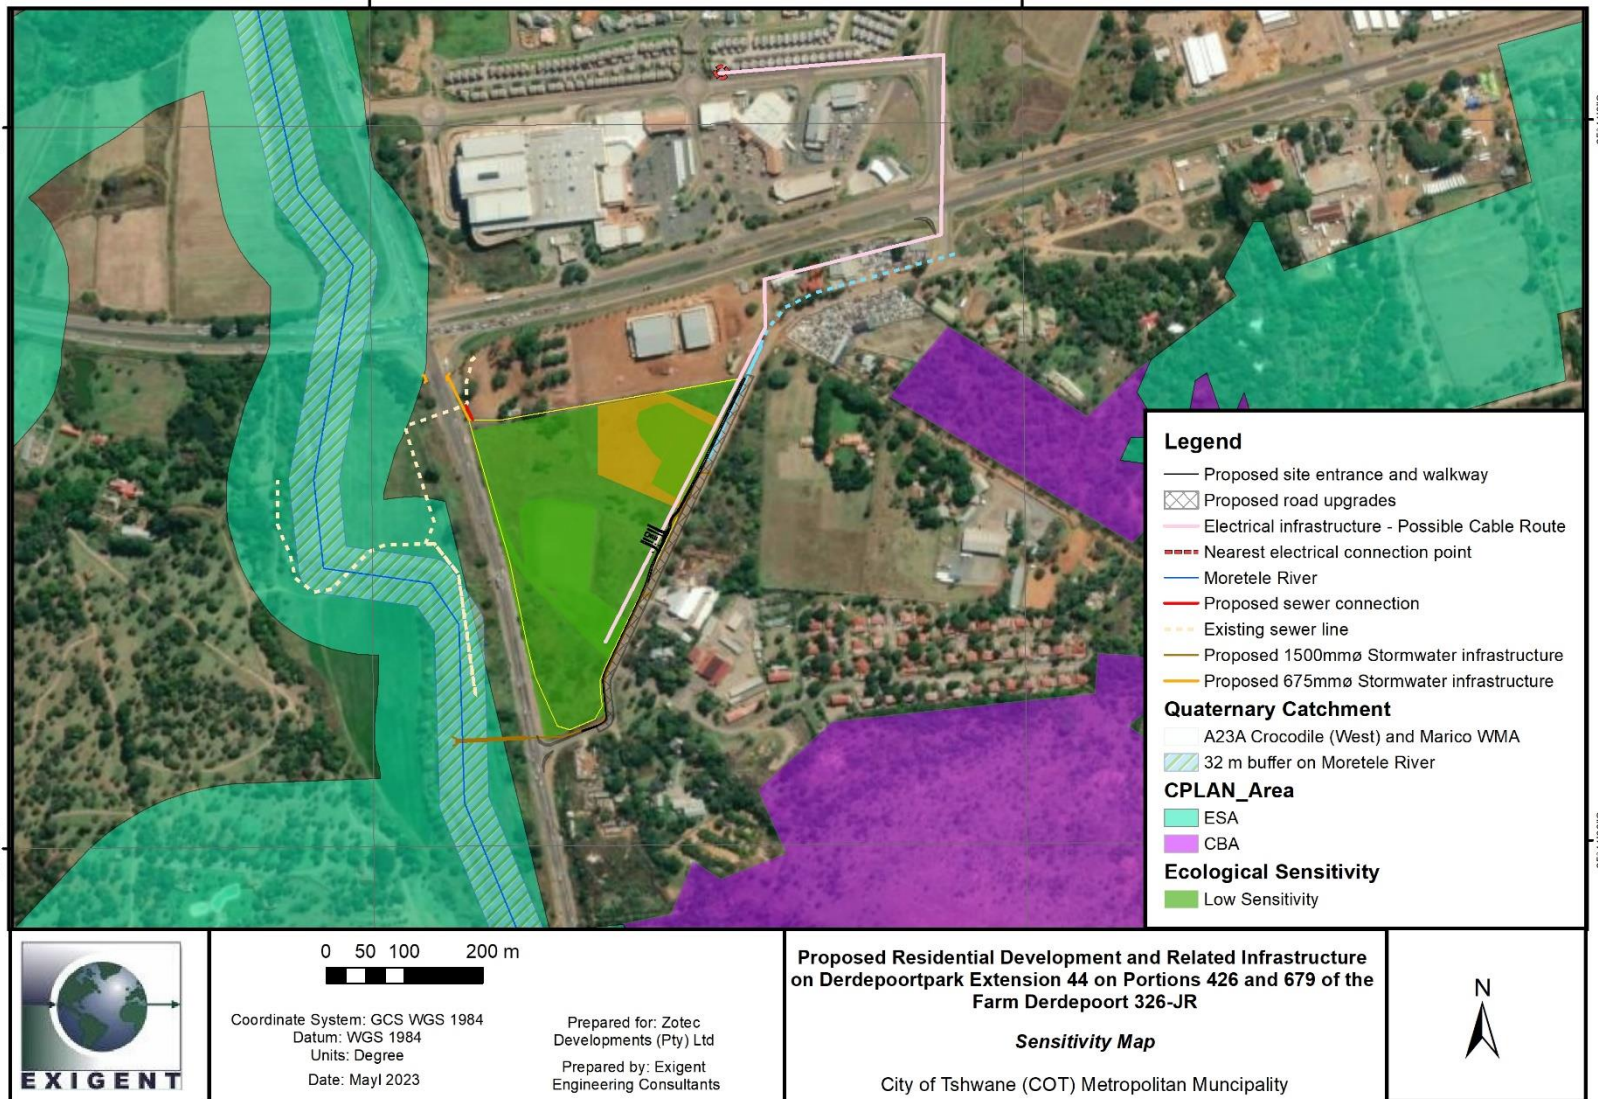 Legend
Proposed site entrance and walkway
Proposed road upgrades
Electrical infrastructure - Possible Cable Route
Nearest electrical connection point
Moretele River
Proposed sewer connection
Existing sewer line
Proposed 1500mmø Stormwater infrastructure
Proposed 675mmø Stormwater infrastructure
Quaternary Catchment
A23A Crocodile (West) and Marico WMA
32 m buffer on Moretele River
CPLAN_Area
ESA
CBA
Ecological Sensitivity
Low Sensitivity
EXIGENT
0 50 100 200 m
Coordinate System: GCS WGS 1984
Datum: WGS 1984
Units: Degree
Date: Mayl 2023
Prepared for: Zotec
Developments (Pty) Ltd
Prepared by: Exigent
Engineering Consultants
Proposed Residential Development and Related Infrastructure
on Derdepoortpark Extension 44 on Portions 426 and 679 of the
Farm Derdepoort 326-JR
Sensitivity Map
City of Tshwane (COT) Metropolitan Muncipality
N